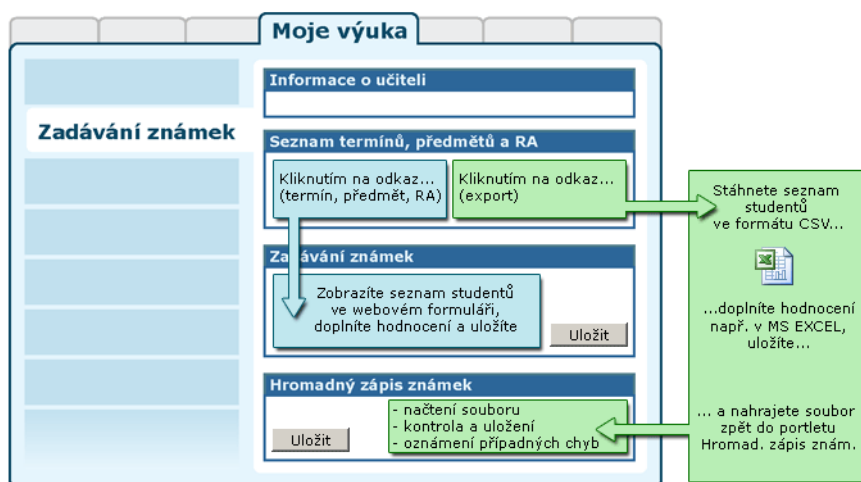 Moje výuka
Zadávání známek
Informace o učiteli
Seznam termínů, předmětů a RA
Kliknutím na odkaz...
(termín, předmět, RA)
Kliknutím na odkaz...
(export)
Zadávání známek
Zobrazíte seznam studentů
ve webovém formuláři,
doplníte hodnocení a uložíte
Uložit
Hromadný zápis známek
Uložit
- načtení souboru
- kontrola a uložení
- oznámení případných chyb
Stáhnete seznam
studentů
ve formátu CSV...
...doplníte hodnocení
např. v MS EXCEL,
uložíte...
... a nahrajete soubor
zpět do portletu
Hromad. zápis znám.